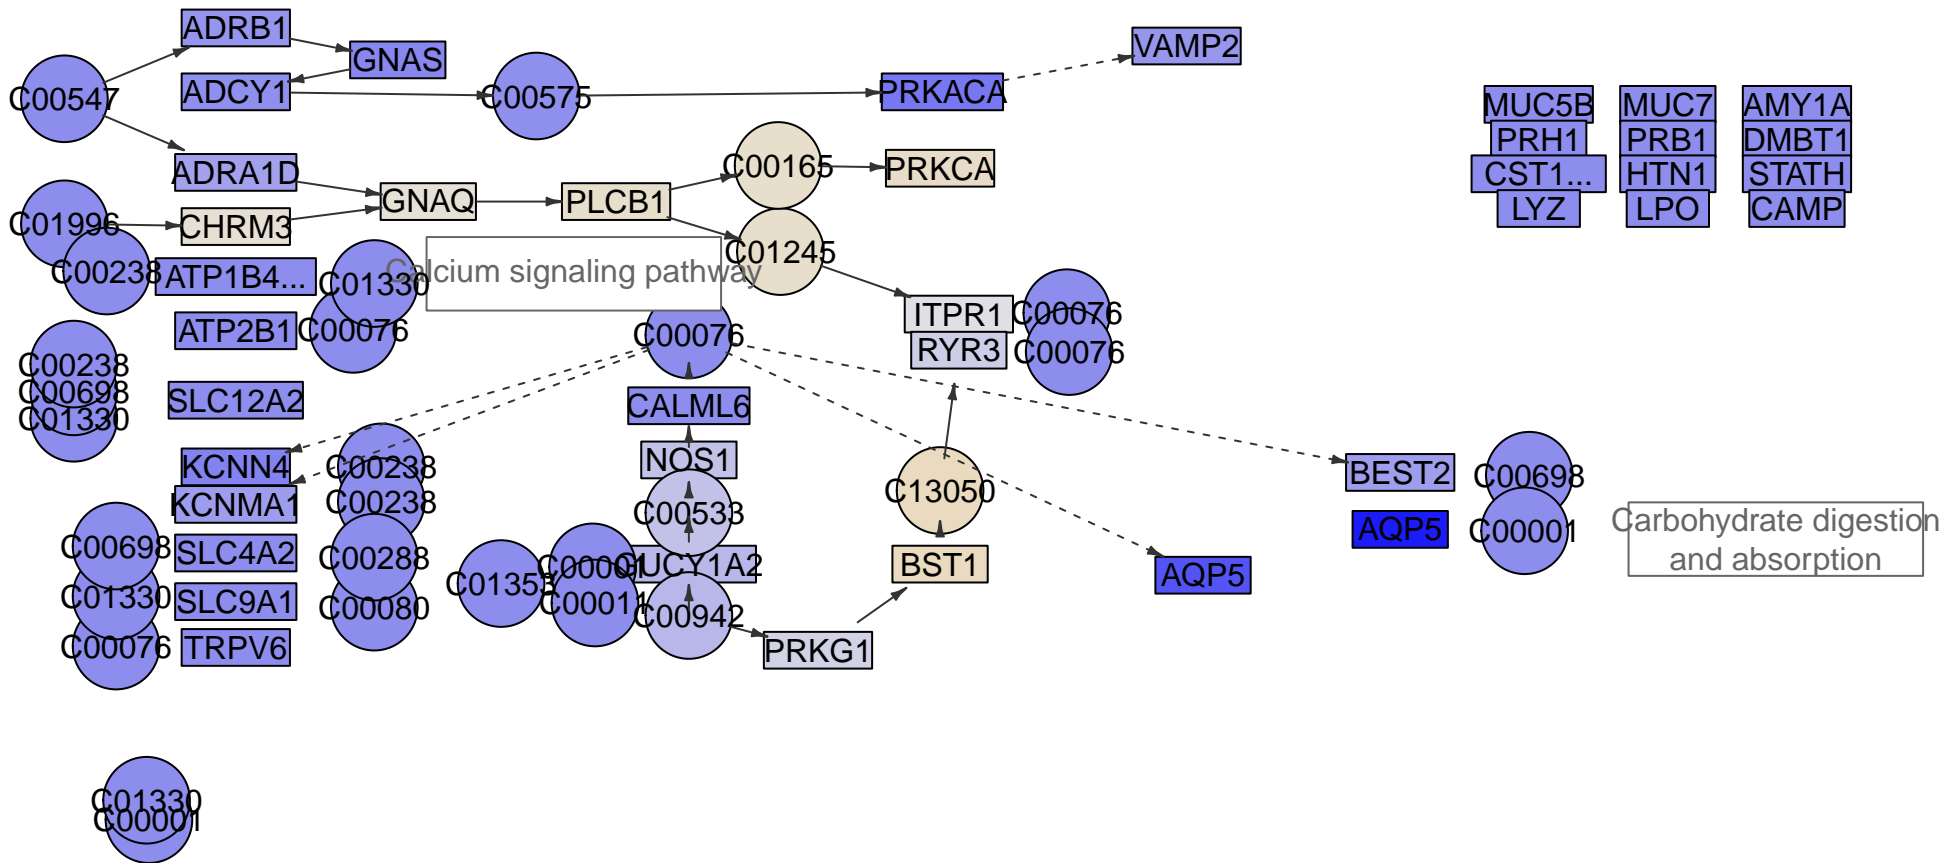 ADRB1
GNAS
VAMP2
C00547
ADCY1
C00575
PRKACA
MUC5B
MUC7
AMY1A
PRH1
PRB1
DMBT1
ADRA1D
C00165
PRKCA
CST1...
HTN1
STATH
GNAQ
PLCB1
LYZ
LPO
CAMP
C01996
CHRM3
C01245
C00238
ATP1B4...
C01330
Calcium signaling pathway
ATP2B1
C00076
C00076
ITPR1
C00076
RYR3
C00076
C00238
C00698
C01330
SLC12A2
CALML6
KCNN4
C00238
NOS1
BEST2
C00698
KCNMA1
C00238
C00533
C13050
AQP5
C00001
Carbohydrate digestion
and absorption
C00698
SLC4A2
C00288
C01353
C00001
GUCY1A2
BST1
AQP5
C01330
SLC9A1
C00080
C00011
C00942
C00076
TRPV6
PRKG1
C01330
C00001